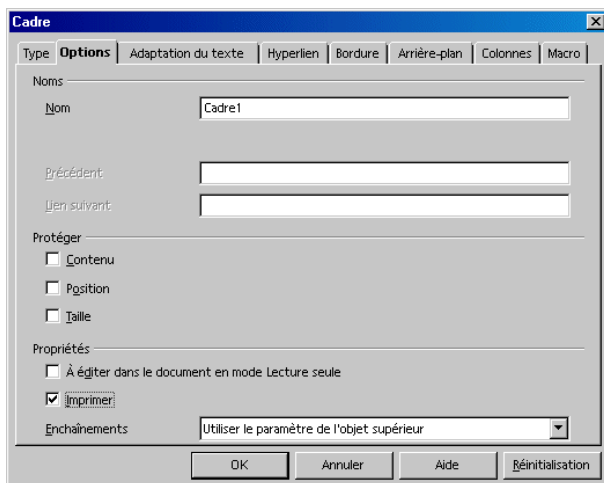 Cadre
Type Options Adaptation du texte Hyperlien Bordure Arrière-plan Colonnes Macro
Noms
Nom Cadre1
Précédent
Lien suivant
Protéger
Contenu
Position
Taille
Propriétés
À éditer dans le document en mode Lecture seule
Imprimer
Enchaînements Utiliser le paramètre de l'objet supérieur
OK Annuler Aide Réinitialisation